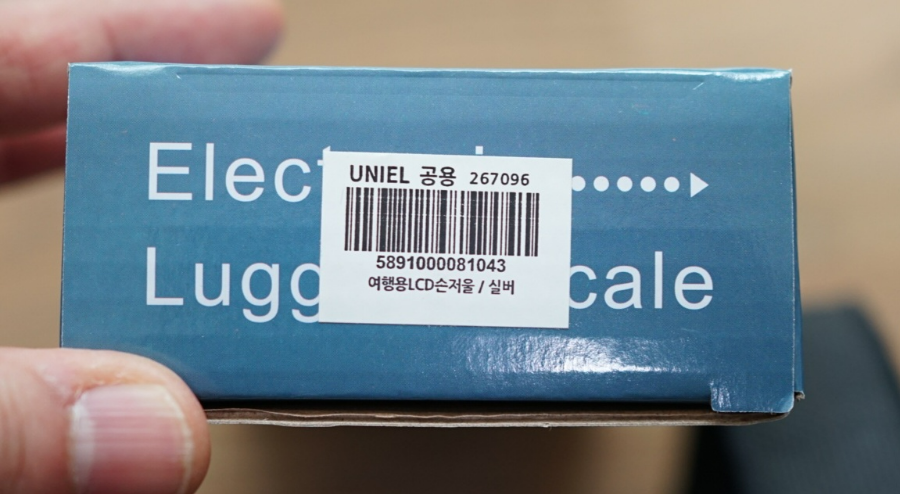 Elect
Lugg cale
UNIEL 공용 267096
5891000081043
여행용LCD손저울 / 실버